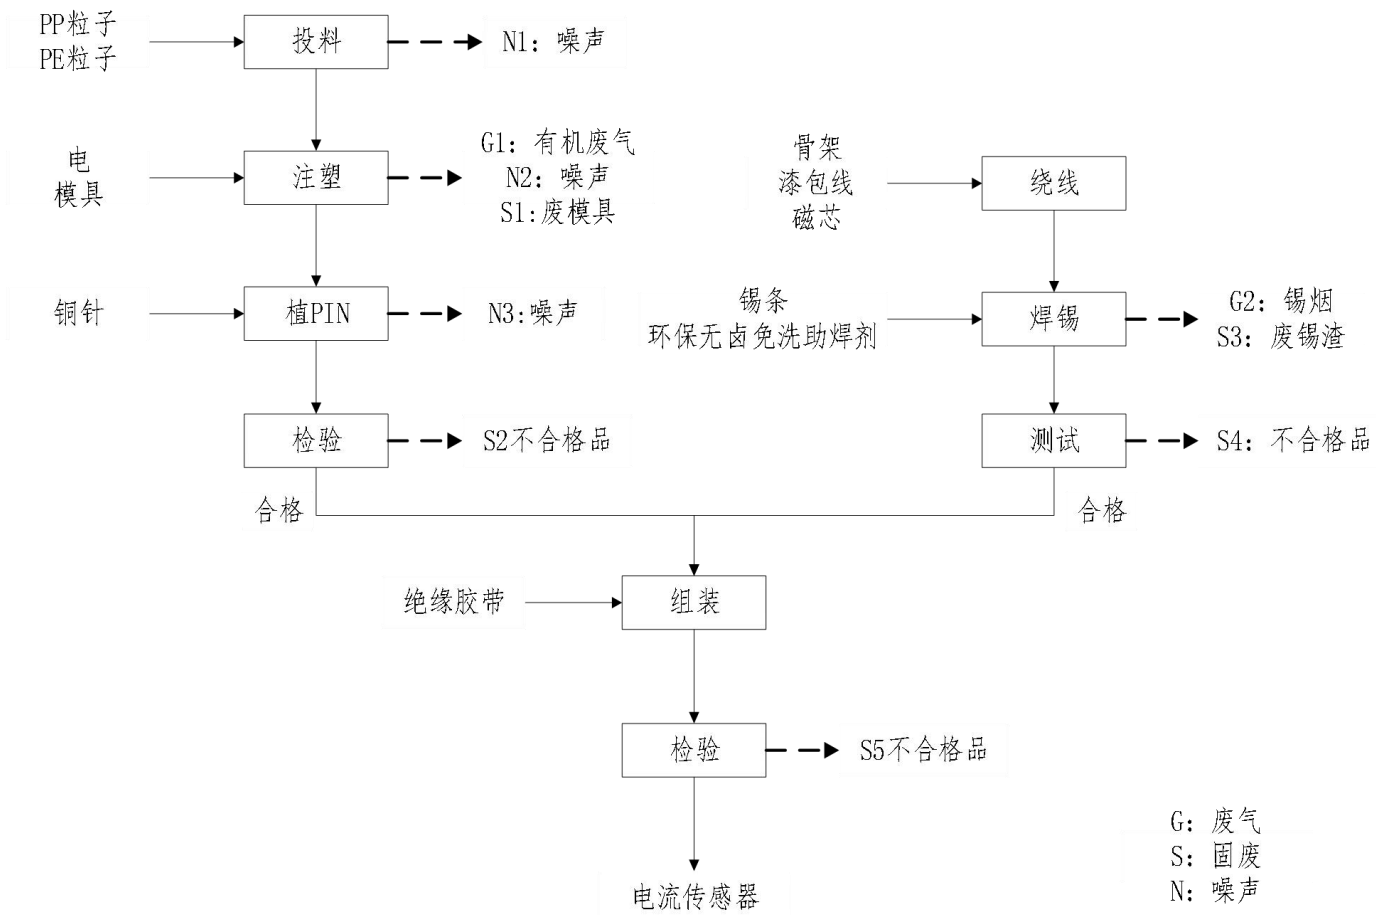 PP粒子
PE粒子
投料
N1: 噪声
电
模具
注塑
G1: 有机废气
N2: 噪声
S1:废模具
骨架
漆包线
磁芯
绕线
铜针
植PIN
N3:噪声
锡条
环保无卤免洗助焊剂
焊锡
G2: 锡烟
S3: 废锡渣
检验
S2不合格品
测试
S4: 不合格品
合格
合格
绝缘胶带
组装
检验
S5不合格品
电流传感器
G: 废气
S: 固废
N: 噪声